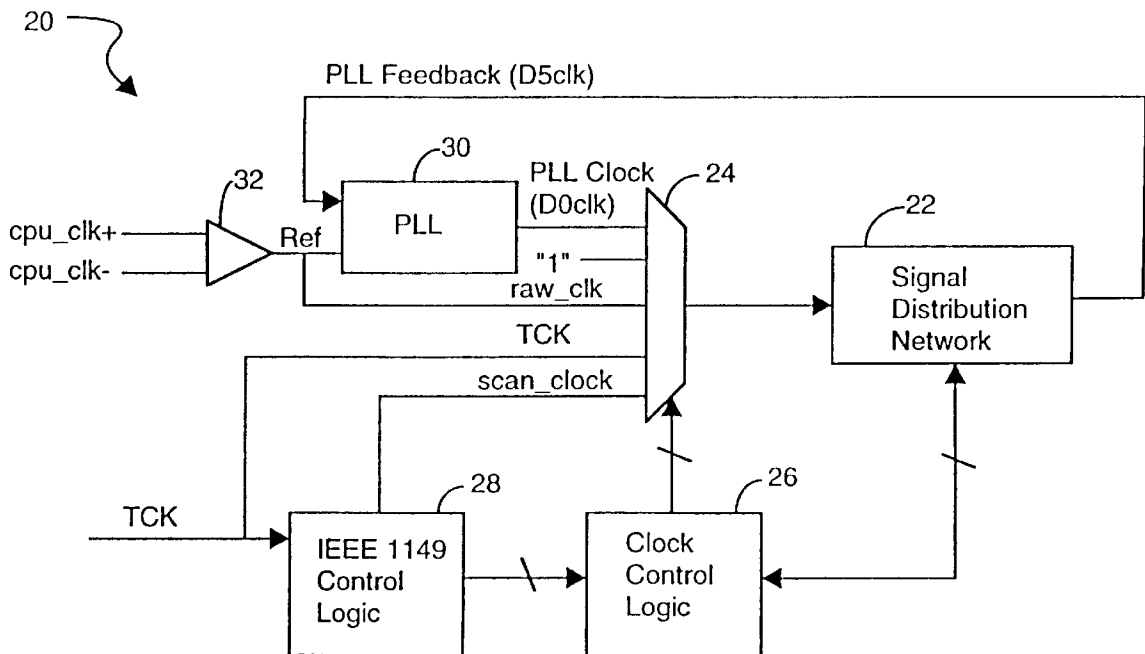 20
PLL Feedback (D5clk)
30
PLL Clock
(D0clk)
24
32
22
cpu_clk+
Ref
PLL
cpu_clk-
"1"
raw_clk
Signal
Distribution
Network
TCK
scan_clock
28
26
TCK
IEEE 1149
Control
Logic
Clock
Control
Logic